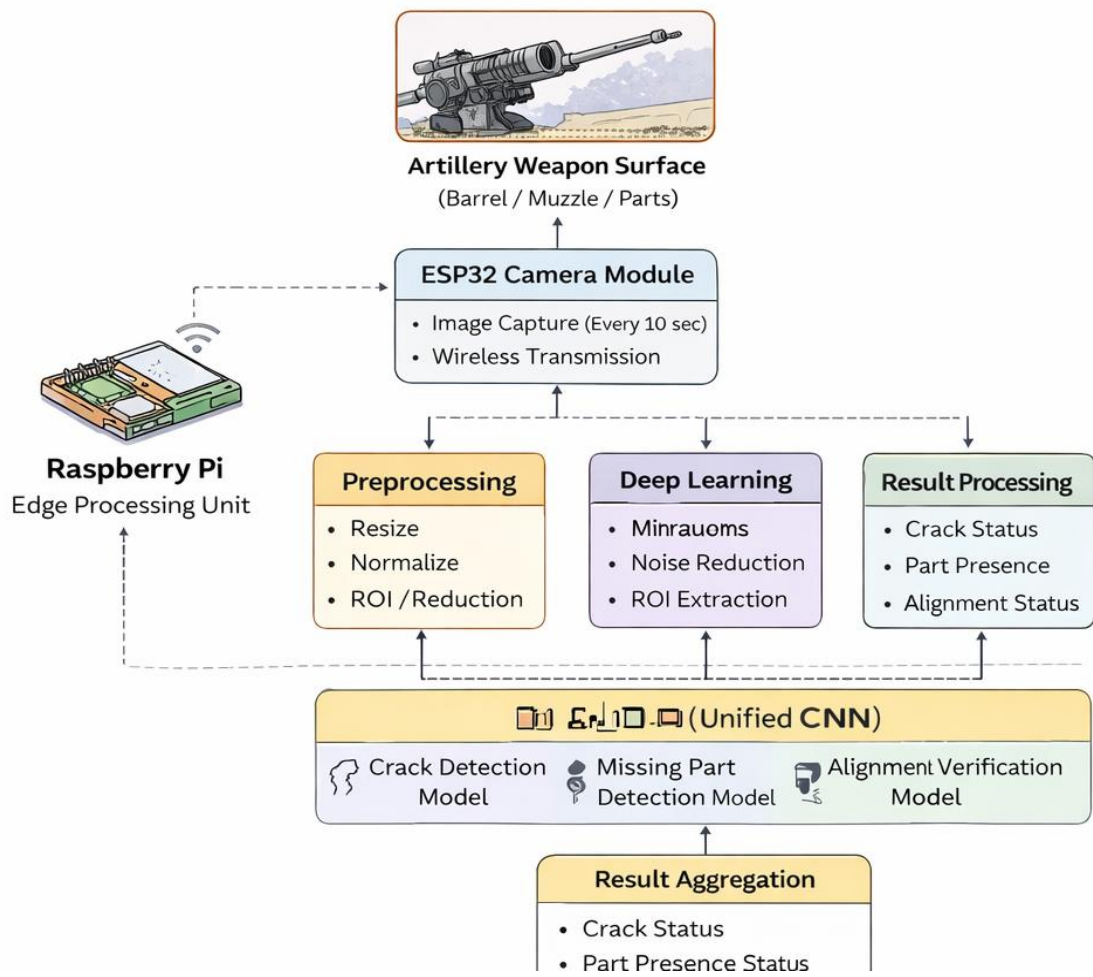 Artillery Weapon Surface
(Barrel / Muzzle / Parts)
ESP32 Camera Module
• Image Capture (Every 10 sec)
• Wireless Transmission
Raspberry Pi
Edge Processing Unit
Preprocessing
• Resize
• Normalize
• ROI /Reduction
Deep Learning
• Minrauoms
• Noise Reduction
• ROI Extraction
Result Processing
• Crack Status
• Part Presence
• Alignment Status
(Unified CNN)
Crack Detection
Model
Missing Part
Detection Model
Alignment Verification
Model
Result Aggregation
• Crack Status
• Part Presence Status